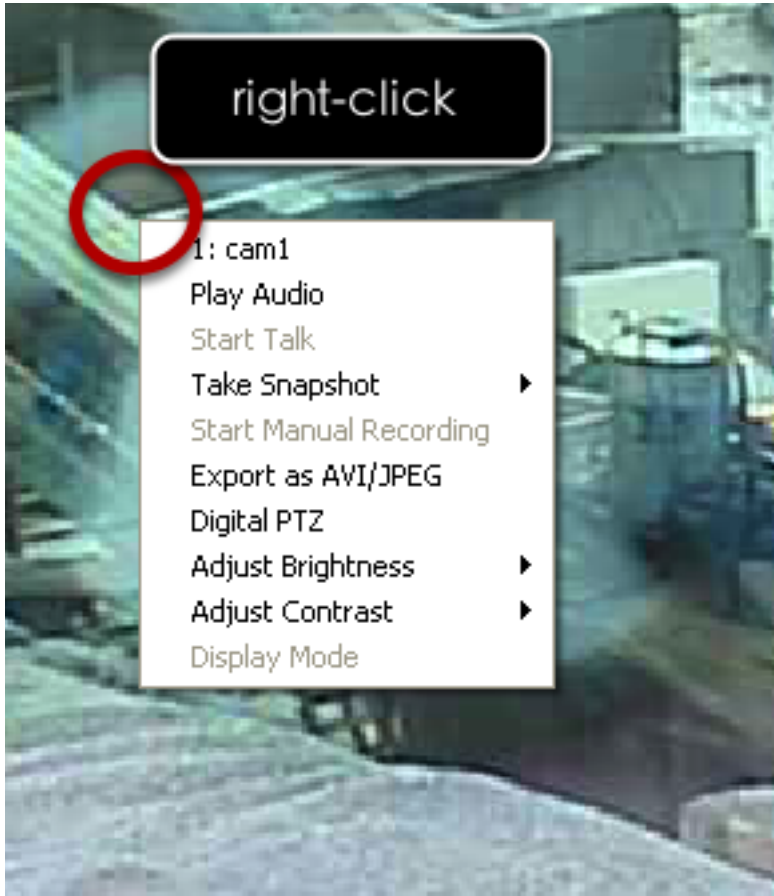 right-click
1: cam1
Play Audio
Start Talk
Take Snapshot
Start Manual Recording
Export as AVI/JPEG
Digital PTZ
Adjust Brightness
Adjust Contrast
Display Mode